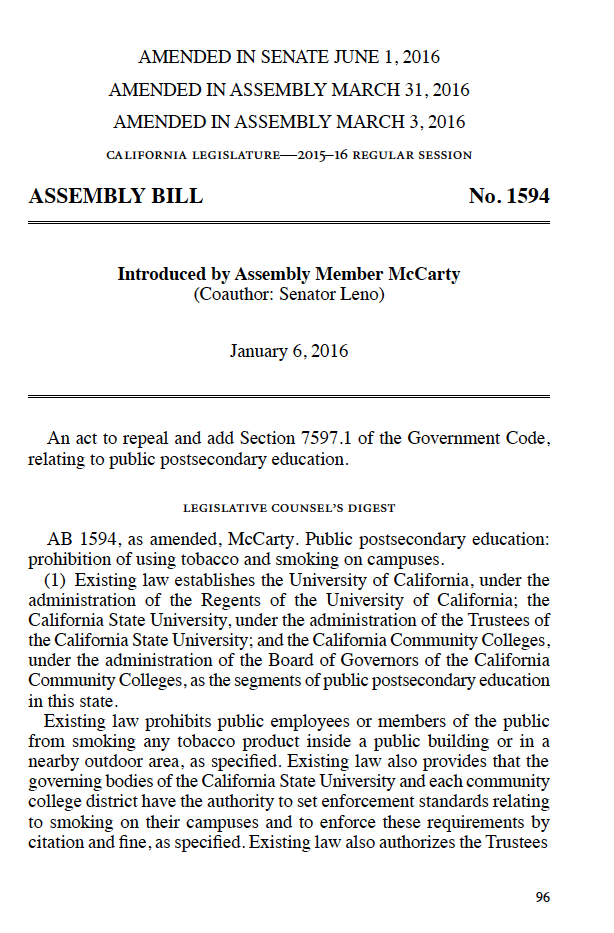 AMENDED IN SENATE JUNE 1, 2016
AMENDED IN ASSEMBLY MARCH 31, 2016
AMENDED IN ASSEMBLY MARCH 3, 2016
CALIFORNIA LEGISLATURE—2015–16 REGULAR SESSION
ASSEMBLY BILL No. 1594
Introduced by Assembly Member McCarty
(Coauthor: Senator Leno)
January 6, 2016
An act to repeal and add Section 7597.1 of the Government Code,
relating to public postsecondary education.
LEGISLATIVE COUNSEL'S DIGEST
AB 1594, as amended, McCarty. Public postsecondary education:
prohibition of using tobacco and smoking on campuses.
(1) Existing law establishes the University of California, under the
administration of the Regents of the University of California; the
California State University, under the administration of the Trustees of
the California State University; and the California Community Colleges,
under the administration of the Board of Governors of the California
Community Colleges, as the segments of public postsecondary education
in this state.
Existing law prohibits public employees or members of the public
from smoking any tobacco product inside a public building or in a
nearby outdoor area, as specified. Existing law also provides that the
governing bodies of the California State University and each community
college district have the authority to set enforcement standards relating
to smoking on their campuses and to enforce these requirements by
citation and fine, as specified. Existing law also authorizes the Trustees
96